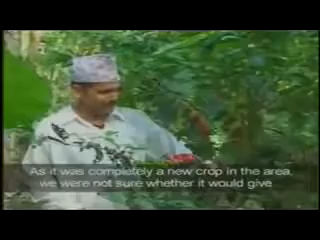 As it was completely a new crop in the area,
we were not sure whether it would give